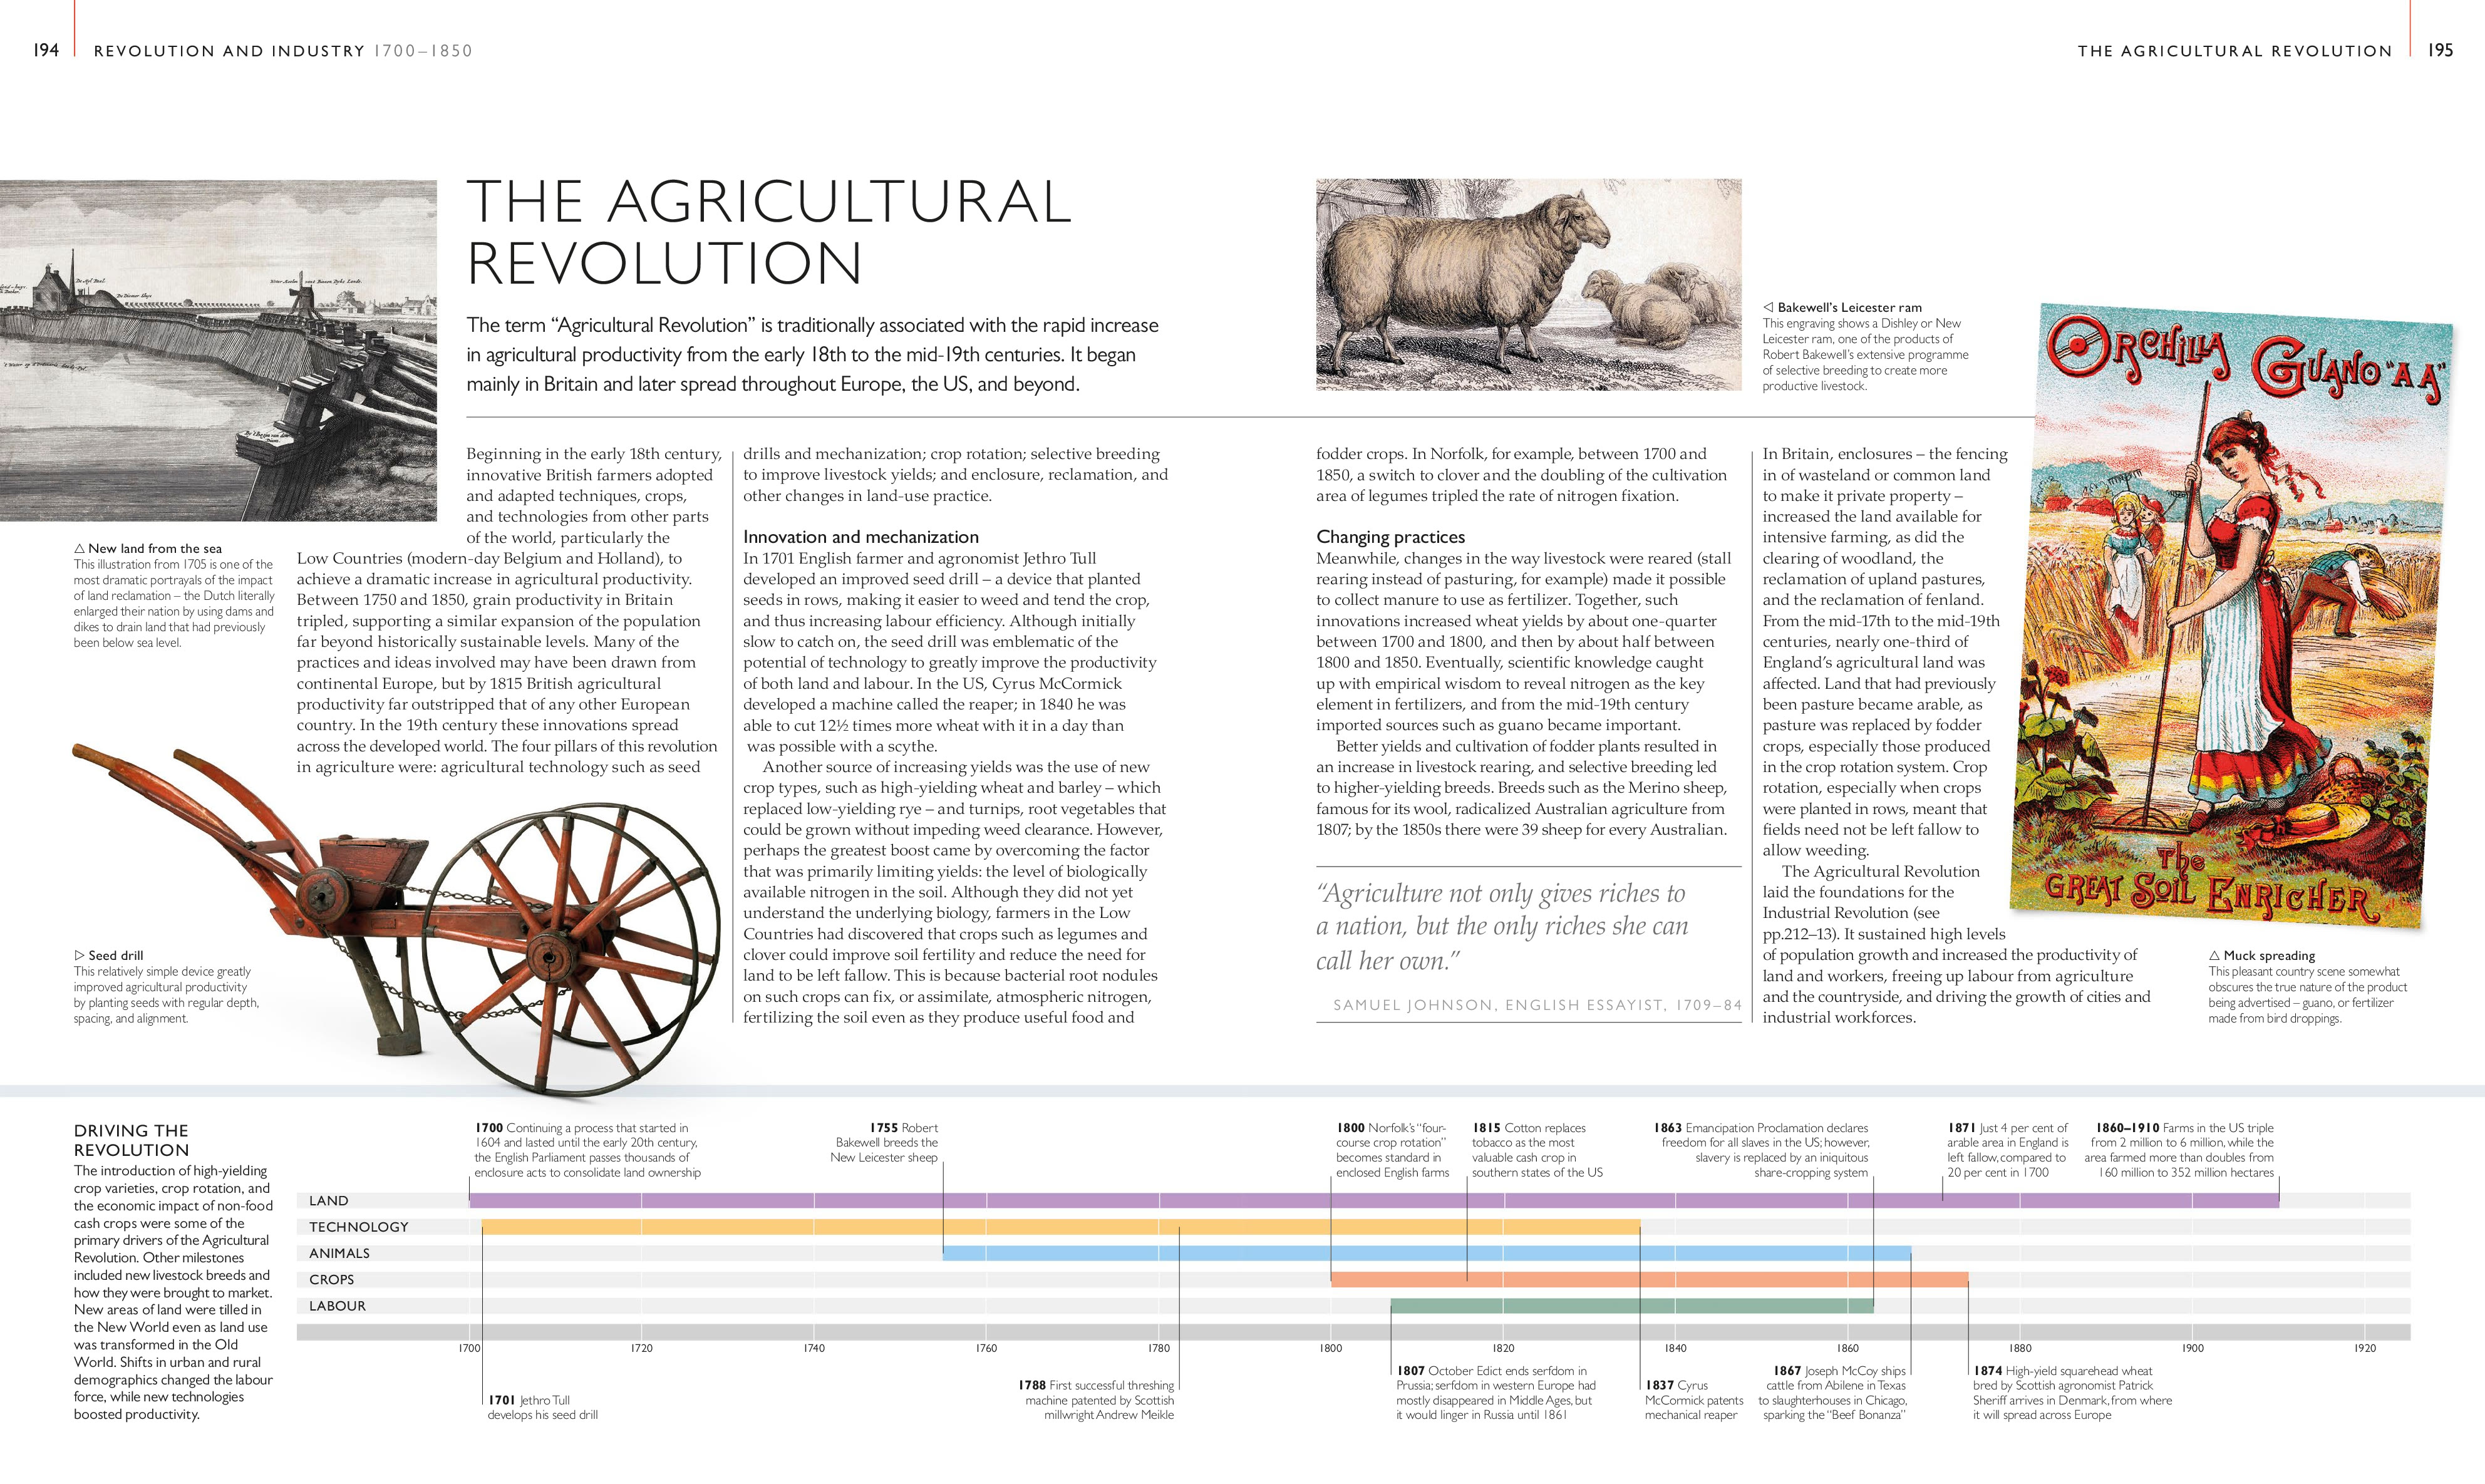 194
REVOLUTION AND INDUSTRY 1700–1850
THE AGRICULTURAL REVOLUTION
195
THE AGRICULTURAL
REVOLUTION
The term “Agricultural Revolution” is traditionally associated with the rapid increase
in agricultural productivity from the early 18th to the mid-19th centuries. It began
mainly in Britain and later spread throughout Europe, the US, and beyond.
△ New land from the sea
This illustration from 1705 is one of the
most dramatic portrayals of the impact
of land reclamation – the Dutch literally
enlarged their nation by using dams and
dikes to drain land that had previously
been below sea level.
Beginning in the early 18th century,
innovative British farmers adopted
and adapted techniques, crops,
and technologies from other parts
of the world, particularly the
Low Countries (modern-day Belgium and Holland), to
achieve a dramatic increase in agricultural productivity.
Between 1750 and 1850, grain productivity in Britain
tripled, supporting a similar expansion of the population
far beyond historically sustainable levels. Many of the
practices and ideas involved may have been drawn from
continental Europe, but by 1815 British agricultural
productivity far outstripped that of any other European
country. In the 19th century these innovations spread
across the developed world. The four pillars of this revolution
in agriculture were: agricultural technology such as seed
▷ Seed drill
This relatively simple device greatly
improved agricultural productivity
by planting seeds with regular depth,
spacing, and alignment.
drills and mechanization; crop rotation; selective breeding
to improve livestock yields; and enclosure, reclamation, and
other changes in land-use practice.
Innovation and mechanization
In 1701 English farmer and agronomist Jethro Tull
developed an improved seed drill – a device that planted
seeds in rows, making it easier to weed and tend the crop,
and thus increasing labour efficiency. Although initially
slow to catch on, the seed drill was emblematic of the
potential of technology to greatly improve the productivity
of both land and labour. In the US, Cyrus McCormick
developed a machine called the reaper; in 1840 he was
able to cut 12½ times more wheat with it in a day than
was possible with a scythe.
Another source of increasing yields was the use of new
crop types, such as high-yielding wheat and barley – which
replaced low-yielding rye – and turnips, root vegetables that
could be grown without impeding weed clearance. However,
perhaps the greatest boost came by overcoming the factor
that was primarily limiting yields: the level of biologically
available nitrogen in the soil. Although they did not yet
understand the underlying biology, farmers in the Low
Countries had discovered that crops such as legumes and
clover could improve soil fertility and reduce the need for
land to be left fallow. This is because bacterial root nodules
on such crops can fix, or assimilate, atmospheric nitrogen,
fertilizing the soil even as they produce useful food and
◁ Bakewell’s Leicester ram
This engraving shows a Dishley or New
Leicester ram, one of the products of
Robert Bakewell’s extensive programme
of selective breeding to create more
productive livestock.
fodder crops. In Norfolk, for example, between 1700 and
1850, a switch to clover and the doubling of the cultivation
area of legumes tripled the rate of nitrogen fixation.
Changing practices
Meanwhile, changes in the way livestock were reared (stall
rearing instead of pasturing, for example) made it possible
to collect manure to use as fertilizer. Together, such
innovations increased wheat yields by about one-quarter
between 1700 and 1800, and then by about half between
1800 and 1850. Eventually, scientific knowledge caught
up with empirical wisdom to reveal nitrogen as the key
element in fertilizers, and from the mid-19th century
imported sources such as guano became important.
Better yields and cultivation of fodder plants resulted in
an increase in livestock rearing, and selective breeding led
to higher-yielding breeds. Breeds such as the Merino sheep,
famous for its wool, radicalized Australian agriculture from
1807; by the 1850s there were 39 sheep for every Australian.
“Agriculture not only gives riches to
a nation, but the only riches she can
call her own.”
SAMUEL JOHNSON, ENGLISH ESSAYIST, 1709–84
In Britain, enclosures – the fencing
in of wasteland or common land
to make it private property –
increased the land available for
intensive farming, as did the
clearing of woodland, the
reclamation of upland pastures,
and the reclamation of fenland.
From the mid-17th to the mid-19th
centuries, nearly one-third of
England’s agricultural land was
affected. Land that had previously
been pasture became arable, as
pasture was replaced by fodder
crops, especially those produced
in the crop rotation system. Crop
rotation, especially when crops
were planted in rows, meant that
fields need not be left fallow to
allow weeding.
The Agricultural Revolution
laid the foundations for the
Industrial Revolution (see
pp.212–13). It sustained high levels
of population growth and increased the productivity of
land and workers, freeing up labour from agriculture
and the countryside, and driving the growth of cities and
industrial workforces.
ORCHILLA GUANO "AA"
The
GREAT SOIL ENRICHER
△ Muck spreading
This pleasant country scene somewhat
obscures the true nature of the product
being advertised – guano, or fertilizer
made from bird droppings.
DRIVING THE
REVOLUTION
The introduction of high-yielding
crop varieties, crop rotation, and
the economic impact of non-food
cash crops were some of the
primary drivers of the Agricultural
Revolution. Other milestones
included new livestock breeds and
how they were brought to market.
New areas of land were tilled in
the New World even as land use
was transformed in the Old
World. Shifts in urban and rural
demographics changed the labour
force, while new technologies
boosted productivity.
1700 Continuing a process that started in
1604 and lasted until the early 20th century,
the English Parliament passes thousands of
enclosure acts to consolidate land ownership
1755 Robert
Bakewell breeds the
New Leicester sheep
1800 Norfolk’s “four-
course crop rotation”
becomes standard in
enclosed English farms
1815 Cotton replaces
tobacco as the most
valuable cash crop in
southern states of the US
1863 Emancipation Proclamation declares
freedom for all slaves in the US; however,
slavery is replaced by an iniquitous
share-cropping system
1871 Just 4 per cent of
arable area in England is
left fallow, compared to
20 per cent in 1700
1860–1910 Farms in the US triple
from 2 million to 6 million, while the
area farmed more than doubles from
160 million to 352 million hectares
LAND
TECHNOLOGY
ANIMALS
CROPS
LABOUR
1700 1720 1740 1760 1780 1800 1820 1840 1860 1880 1900 1920
1701 Jethro Tull
develops his seed drill
1788 First successful threshing
machine patented by Scottish
millwright Andrew Meikle
1807 October Edict ends serfdom in
Prussia; serfdom in western Europe had
mostly disappeared in Middle Ages, but
it would linger in Russia until 1861
1837 Cyrus
McCormick patents
mechanical reaper
1867 Joseph McCoy ships
cattle from Abilene in Texas
to slaughterhouses in Chicago,
sparking the “Beef Bonanza”
1874 High-yield squarehead wheat
bred by Scottish agronomist Patrick
Sheriff arrives in Denmark, from where
it will spread across Europe